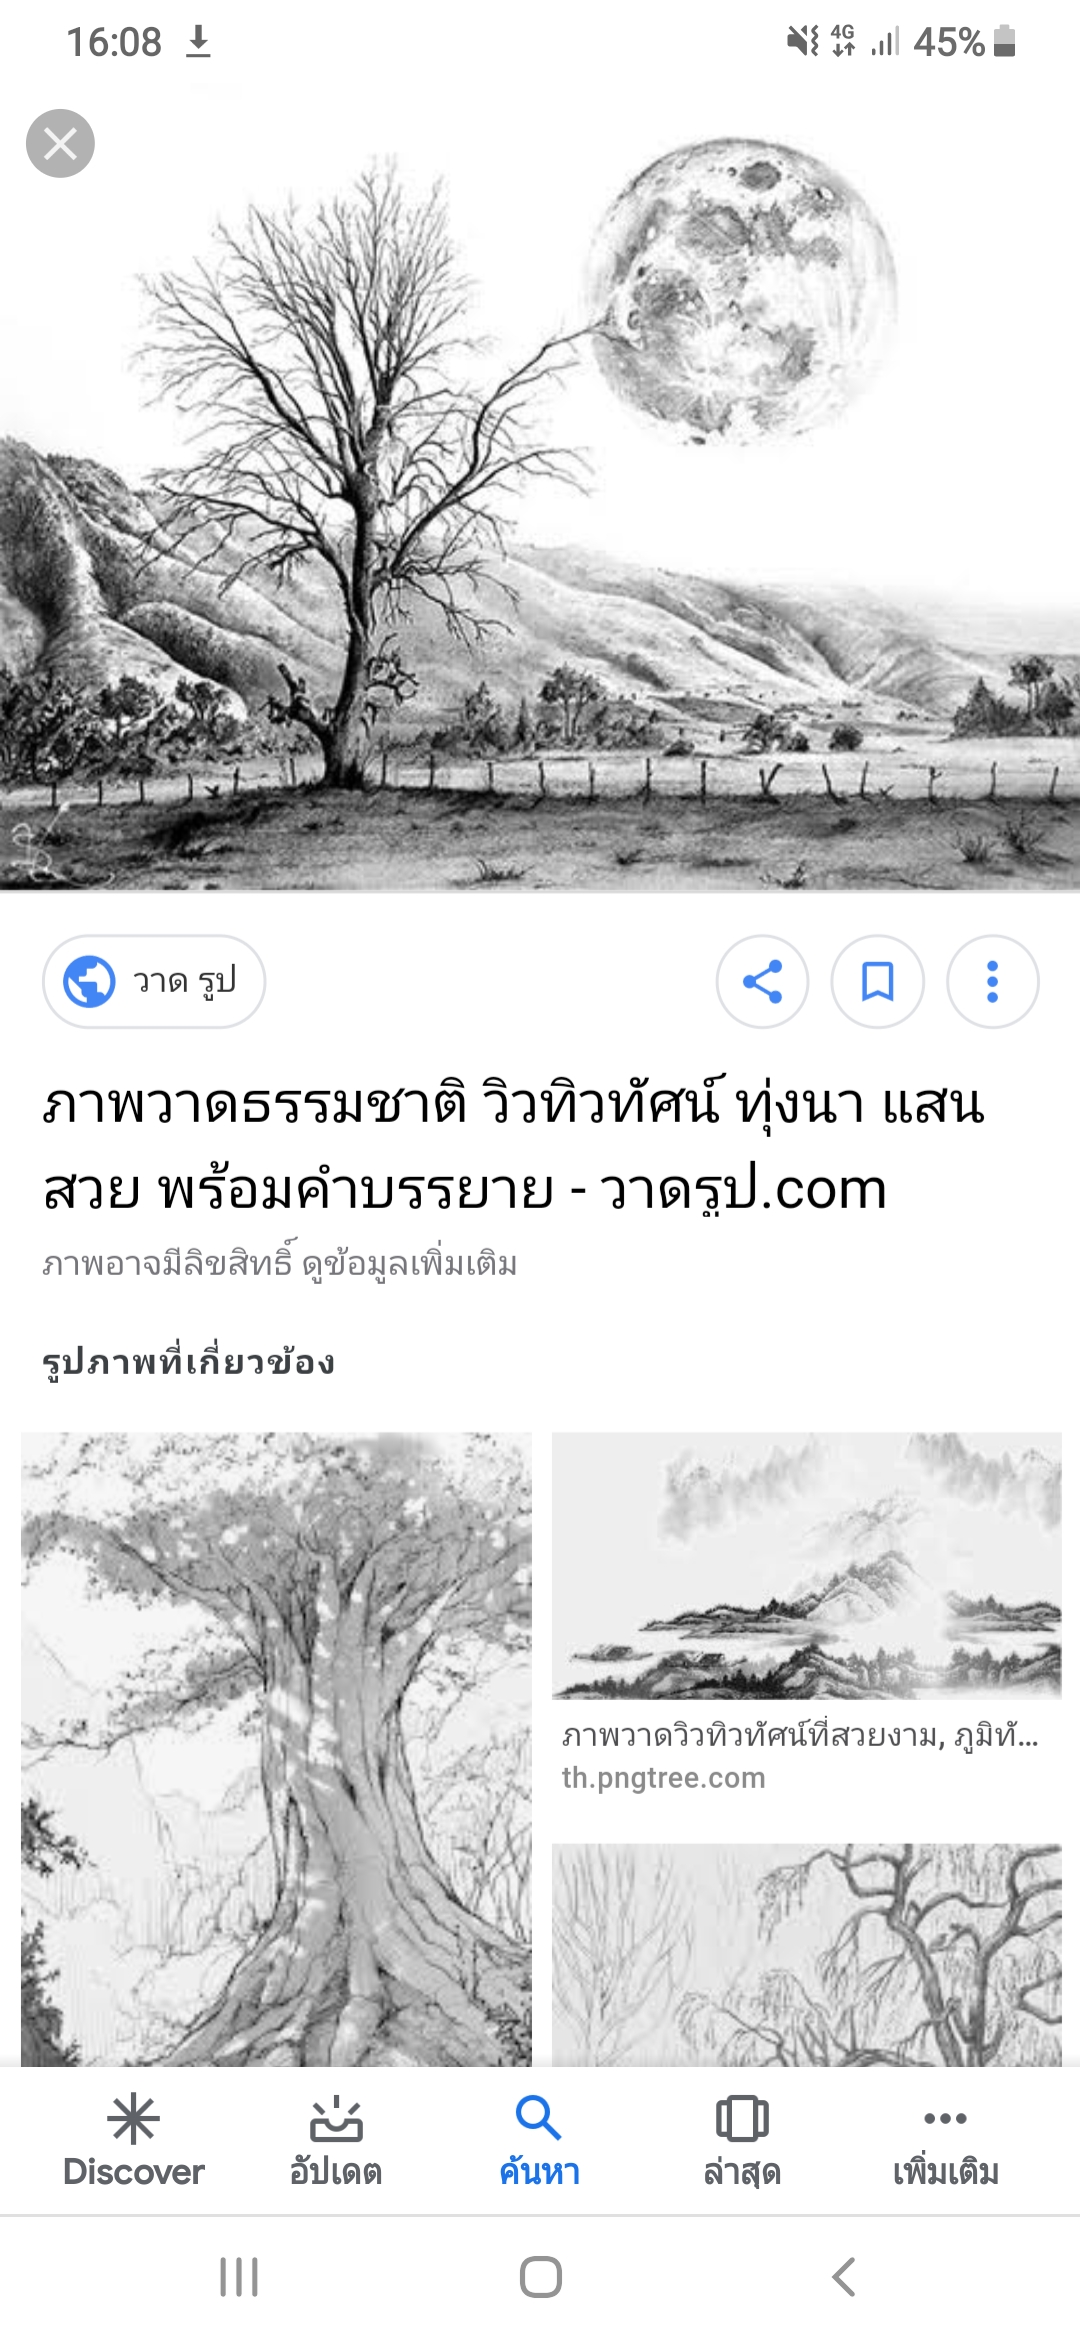 16:08
4G
45%
วาด รูป
ภาพวาดธรรมชาติ วิวทิวทัศน์ ทุ่งนา แสน
สวย พร้อมคำบรรยาย - วาดรูป.com
ภาพอาจมีลิขสิทธิ์ ดูข้อมูลเพิ่มเติม
รูปภาพที่เกี่ยวข้อง
ภาพวาดวิวทิวทัศน์ที่สวยงาม, ภูมิทั...
th.pngtree.com
Discover
อัปเดต
ค้นหา
ล่าสุด
เพิ่มเติม